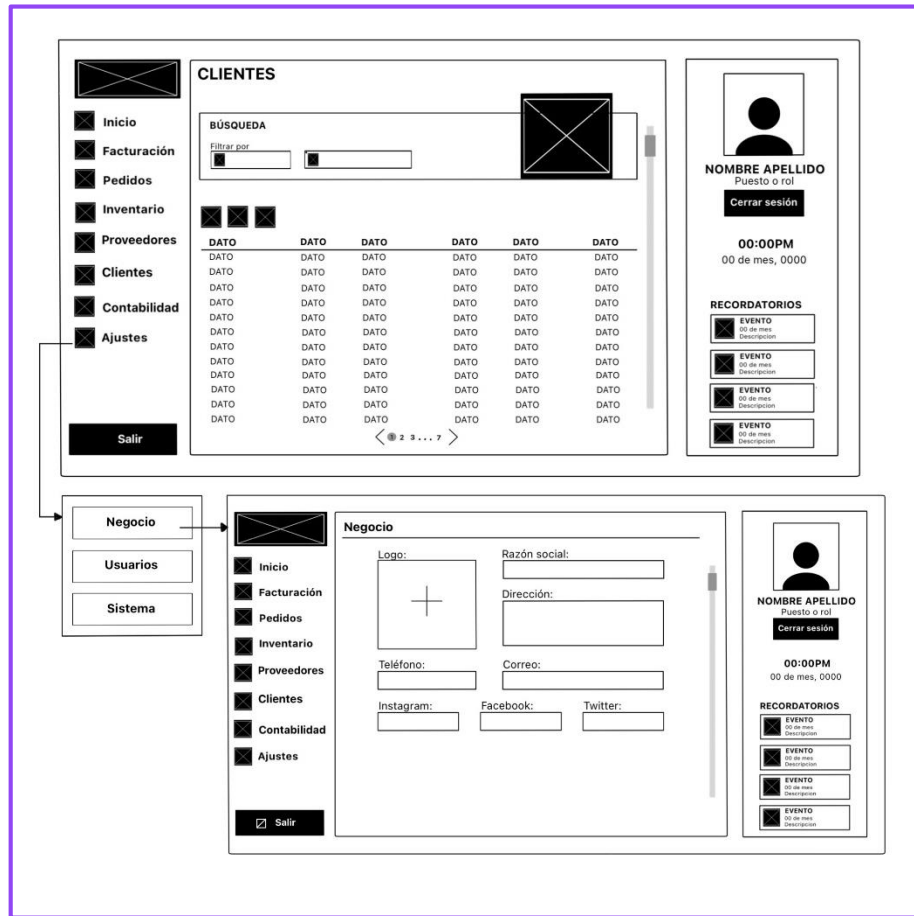 Inicio
Facturación
Pedidos
Inventario
Proveedores
Clientes
Contabilidad
Ajustes
Salir
CLIENTES
BÚSQUEDA
Filtrar por
DATO DATO DATO DATO DATO DATO
DATO DATO DATO DATO DATO DATO
DATO DATO DATO DATO DATO DATO
DATO DATO DATO DATO DATO DATO
DATO DATO DATO DATO DATO DATO
DATO DATO DATO DATO DATO DATO
DATO DATO DATO DATO DATO DATO
DATO DATO DATO DATO DATO DATO
DATO DATO DATO DATO DATO DATO
DATO DATO DATO DATO DATO DATO
DATO DATO DATO DATO DATO DATO
DATO DATO DATO DATO DATO DATO
DATO DATO DATO DATO DATO DATO
1 2 3 . . . 7
NOMBRE APELLIDO
Puesto o rol
Cerrar sesión
00:00PM
00 de mes, 0000
RECORDATORIOS
EVENTO
00 de mes
Descripcion
EVENTO
00 de mes
Descripcion
EVENTO
00 de mes
Descripcion
EVENTO
00 de mes
Descripcion
Negocio
Usuarios
Sistema
Inicio
Facturación
Pedidos
Inventario
Proveedores
Clientes
Contabilidad
Ajustes
Salir
Negocio
Logo:
Razón social:
Dirección:
Teléfono:
Correo:
Instagram:
Facebook:
Twitter:
NOMBRE APELLIDO
Puesto o rol
Cerrar sesión
00:00PM
00 de mes, 0000
RECORDATORIOS
EVENTO
00 de mes
Descripcion
EVENTO
00 de mes
Descripcion
EVENTO
00 de mes
Descripcion
EVENTO
00 de mes
Descripcion